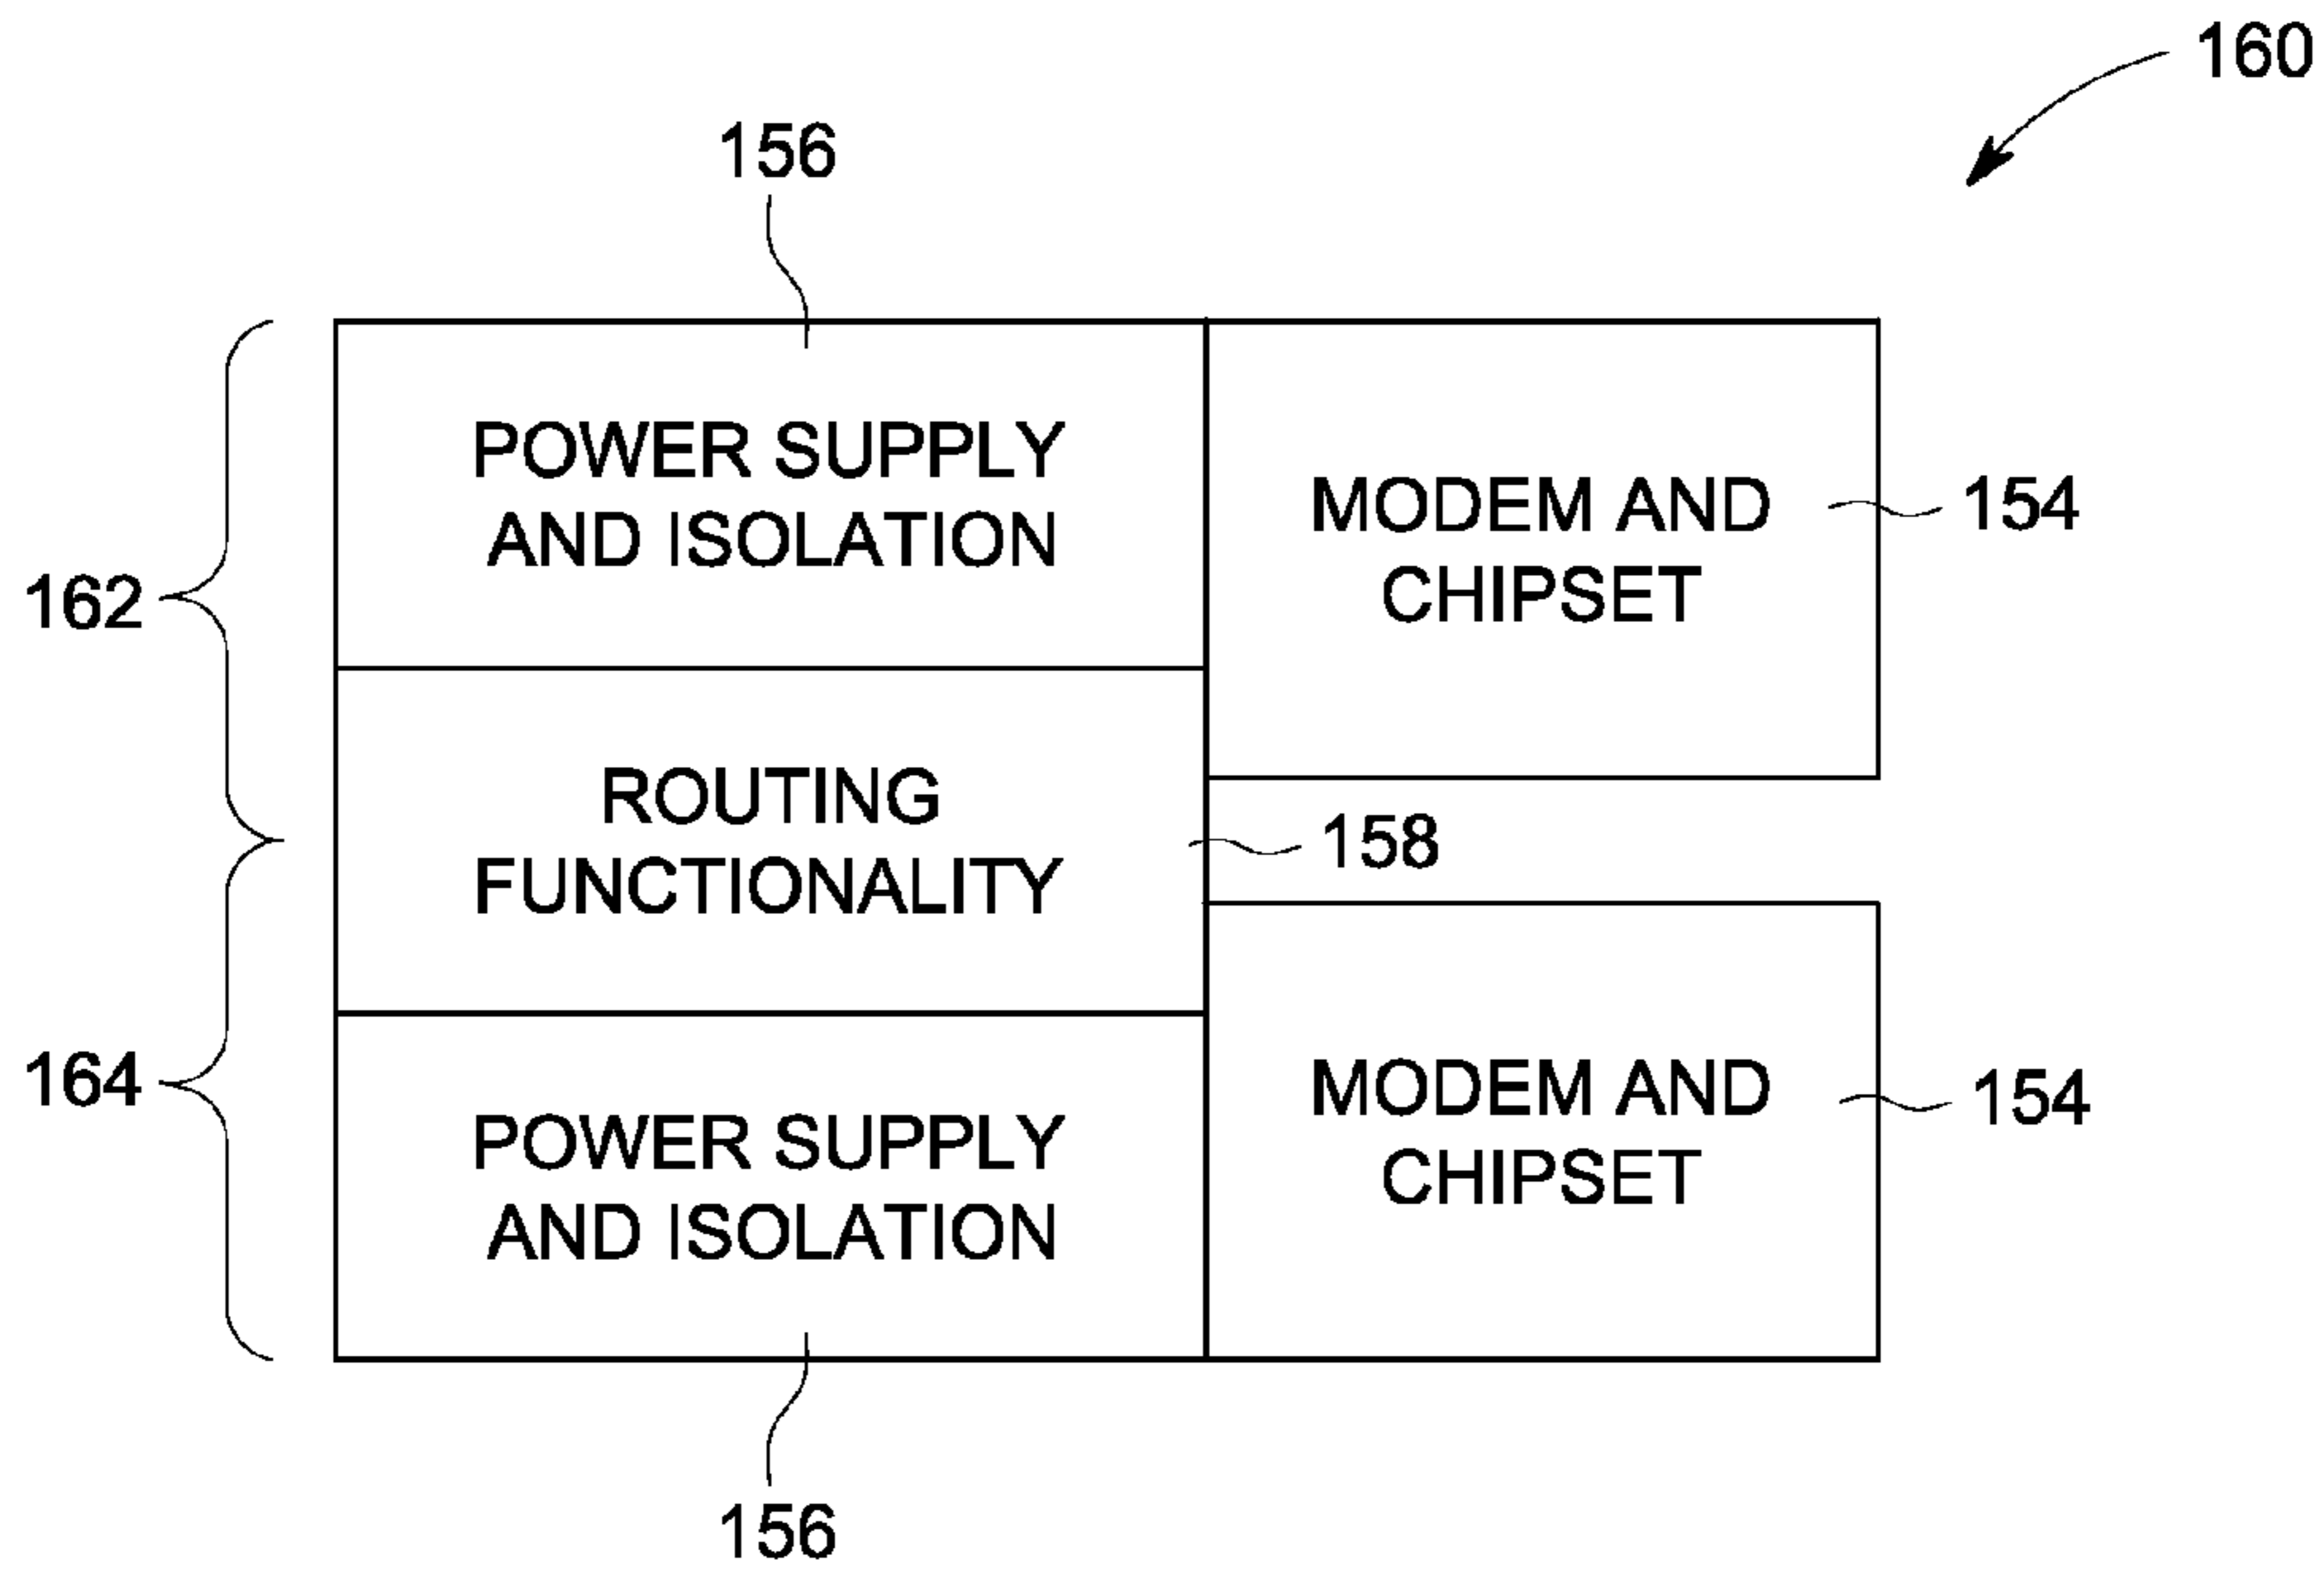 160
156
POWER SUPPLY
AND ISOLATION
MODEM AND
CHIPSET
154
162
ROUTING
FUNCTIONALITY
158
164
POWER SUPPLY
AND ISOLATION
MODEM AND
CHIPSET
154
156